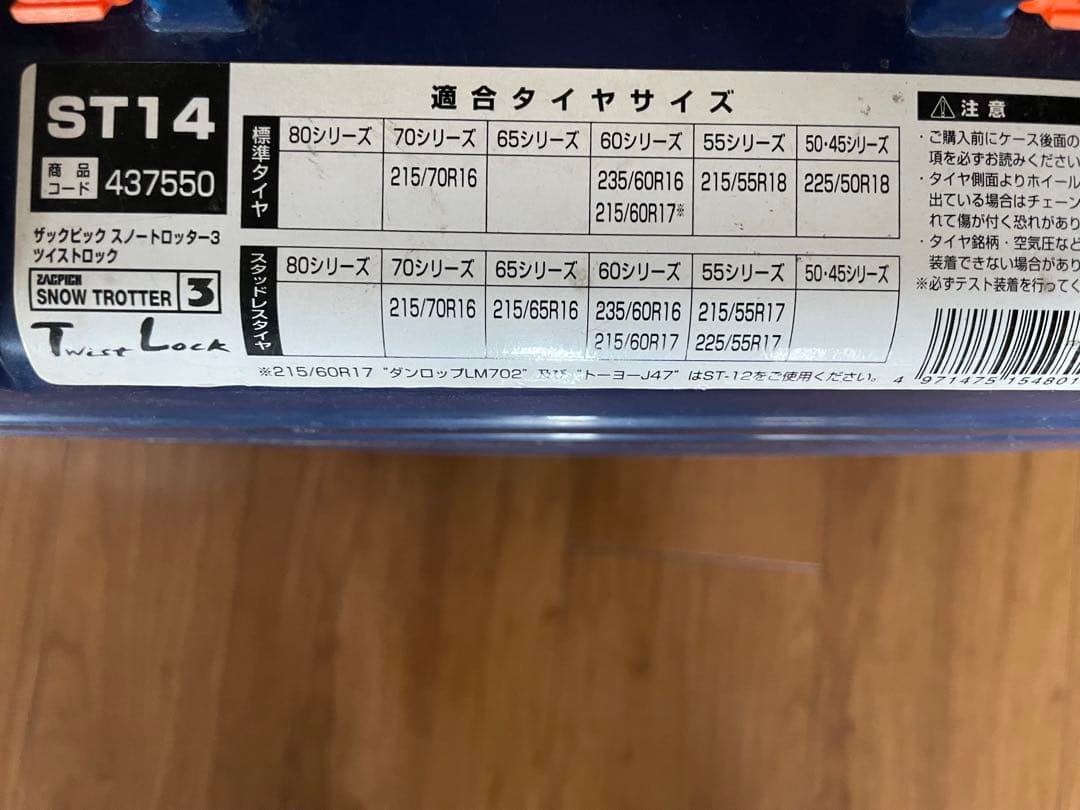 ST14
商品コード 437550
ザックピック スノートロッター3
ツイストロック
ZACPICK
SNOW TROTTER 3
Twist Lock
適合タイヤサイズ
標準タイヤ
80シリーズ 70シリーズ 65シリーズ 60シリーズ 55シリーズ 50・45シリーズ
215/70R16 235/60R16 215/55R18 225/50R18
215/60R17※
スタッドレスタイヤ
80シリーズ 70シリーズ 65シリーズ 60シリーズ 55シリーズ 50・45シリーズ
215/70R16 215/65R16 235/60R16 215/55R17
215/60R17 225/55R17
※215/60R17 “ダンロップLM702” 及び “トーヨーJ47” はST-12をご使用ください。
注意
・ご購入前にケース後面の
項を必ずお読みください
・タイヤ側面よりホイール
出ている場合はチェーン
れて傷が付く恐れがあり
・タイヤ銘柄・空気圧など
装着できない場合があり
※必ずテスト装着を行ってく
4 971475 154801